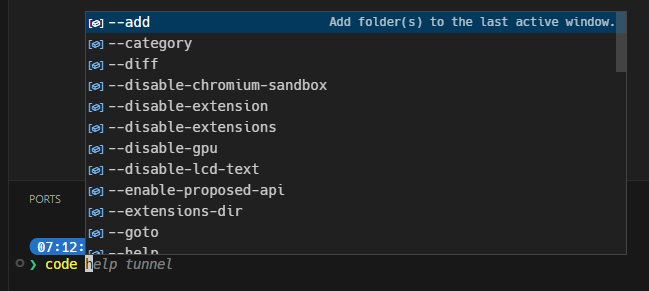 --add Add folder(s) to the last active window.
--category
--diff
--disable-chromium-sandbox
--disable-extension
--disable-extensions
--disable-gpu
--disable-lcd-text
--enable-proposed-api
--extensions-dir
--goto
--help
PORTS
07:12:
❯ code help tunnel